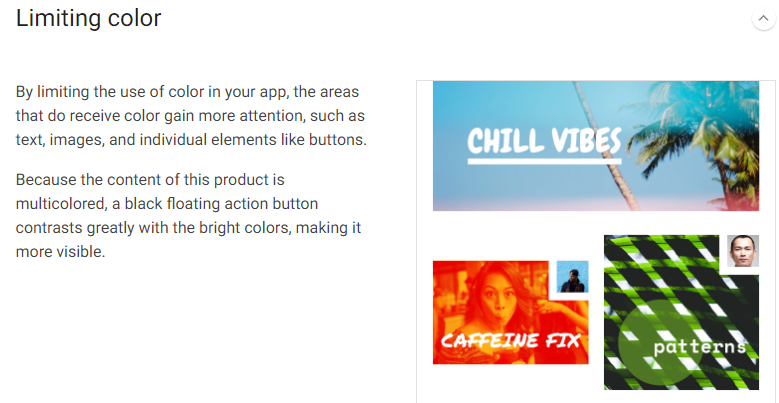 Limiting color
By limiting the use of color in your app, the areas
that do receive color gain more attention, such as
text, images, and individual elements like buttons.
Because the content of this product is
multicolored, a black floating action button
contrasts greatly with the bright colors, making it
more visible.
CHILL VIBES
CAFFEINE FIX
patterns